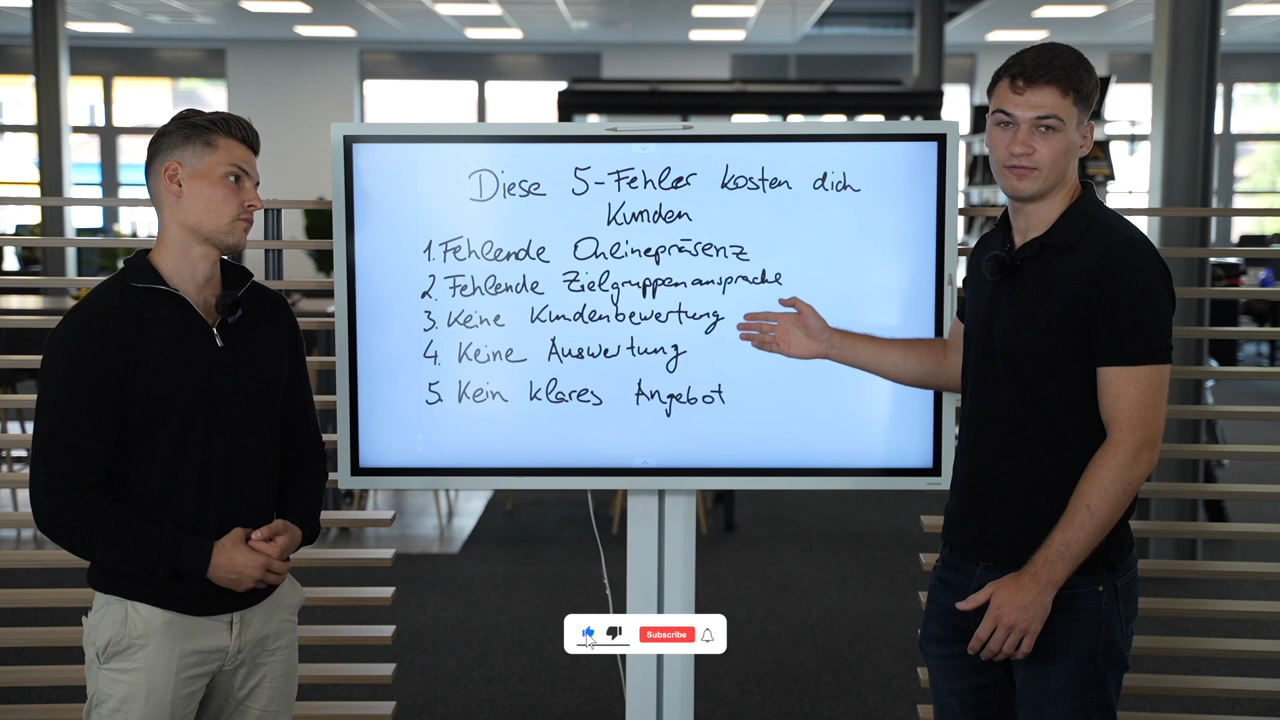 Diese 5-Fehler kosten dich
Kunden
1. Fehlende Onlinepräsenz
2. Fehlende Zielgruppenansprache
3. Keine Kundenbewertung
4. Keine Auswertung
5. Kein klares Angebot
Subscribe